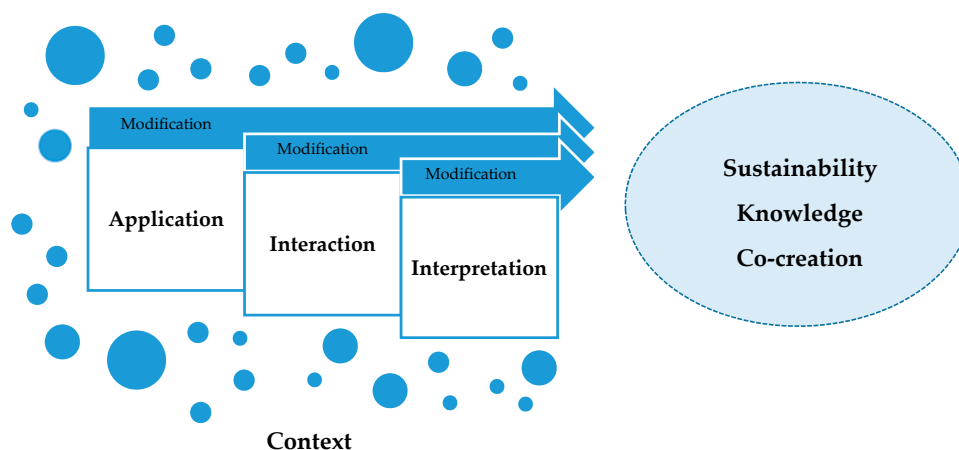 Modification
Modification
Modification
Application
Interaction
Interpretation
Sustainability
Knowledge
Co-creation
Context